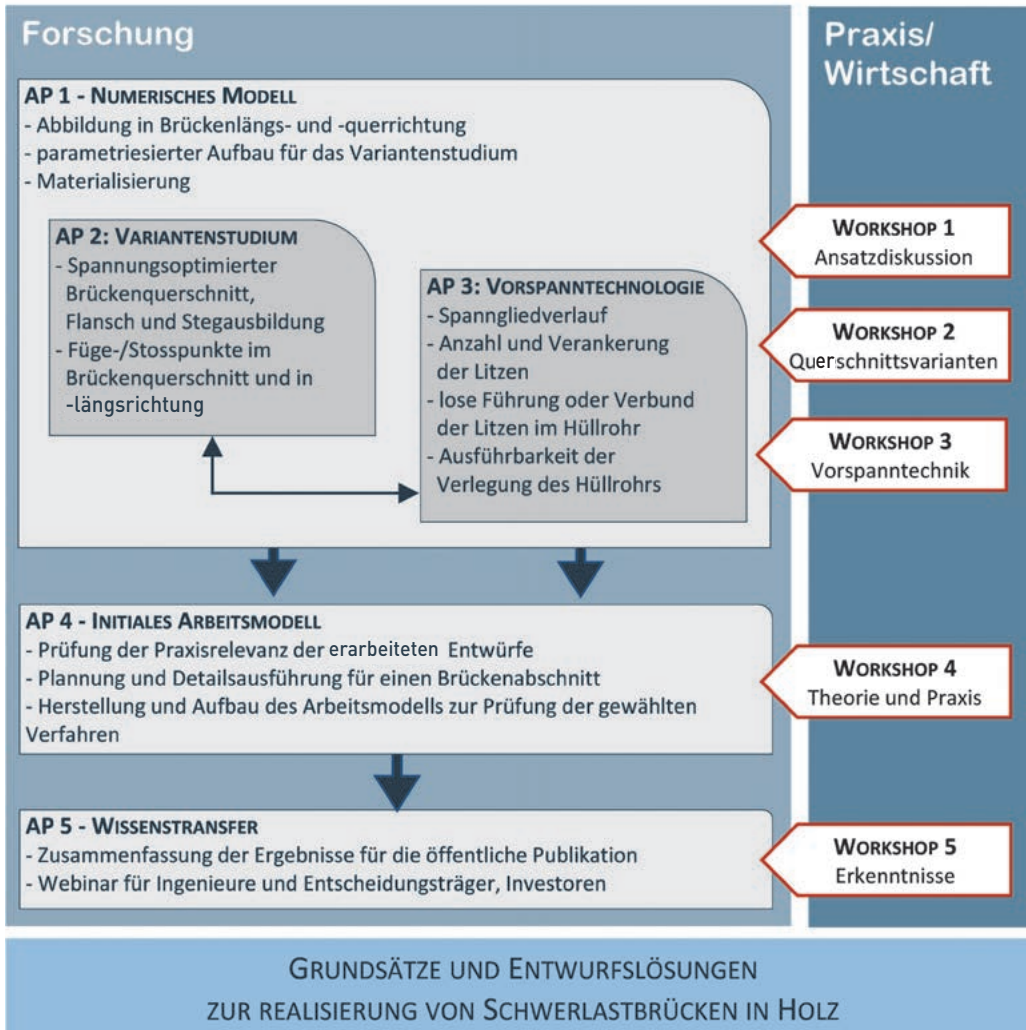 Forschung
AP 1 - NUMERISCHES MODELL
- Abbildung in Brückenlängs- und -querrichtung
- parametriesierter Aufbau für das Variantenstudium
- Materialisierung
AP 2: VARIANTENSTUDIUM
- Spannungsoptimierter
Brückenquerschnitt,
Flansch und Stegausbildung
- Füge-/Stosspunkte im
Brückenquerschnitt und in
-längsrichtung
AP 3: VORSPANNTECHNOLOGIE
- Spanngliedverlauf
- Anzahl und Verankerung
der Litzen
- lose Führung oder Verbund
der Litzen im Hüllrohr
- Ausführbarkeit der
Verlegung des Hüllrohrs
AP 4 - INITIALES ARBEITSMODELL
- Prüfung der Praxisrelevanz der erarbeiteten Entwürfe
- Plannung und Detailsausführung für einen Brückenabschnitt
- Herstellung und Aufbau des Arbeitsmodells zur Prüfung der gewählten
Verfahren
AP 5 - WISSENSTRANSFER
- Zusammenfassung der Ergebnisse für die öffentliche Publikation
- Webinar für Ingenieure und Entscheidungsträger, Investoren
Praxis/
Wirtschaft
WORKSHOP 1
Ansatzdiskussion
WORKSHOP 2
Querschnittsvarianten
WORKSHOP 3
Vorspanntechnik
WORKSHOP 4
Theorie und Praxis
WORKSHOP 5
Erkenntnisse
GRUNDSÄTZE UND ENTWURFSLÖSUNGEN
ZUR REALISIERUNG VON SCHWERLASTBRÜCKEN IN HOLZ